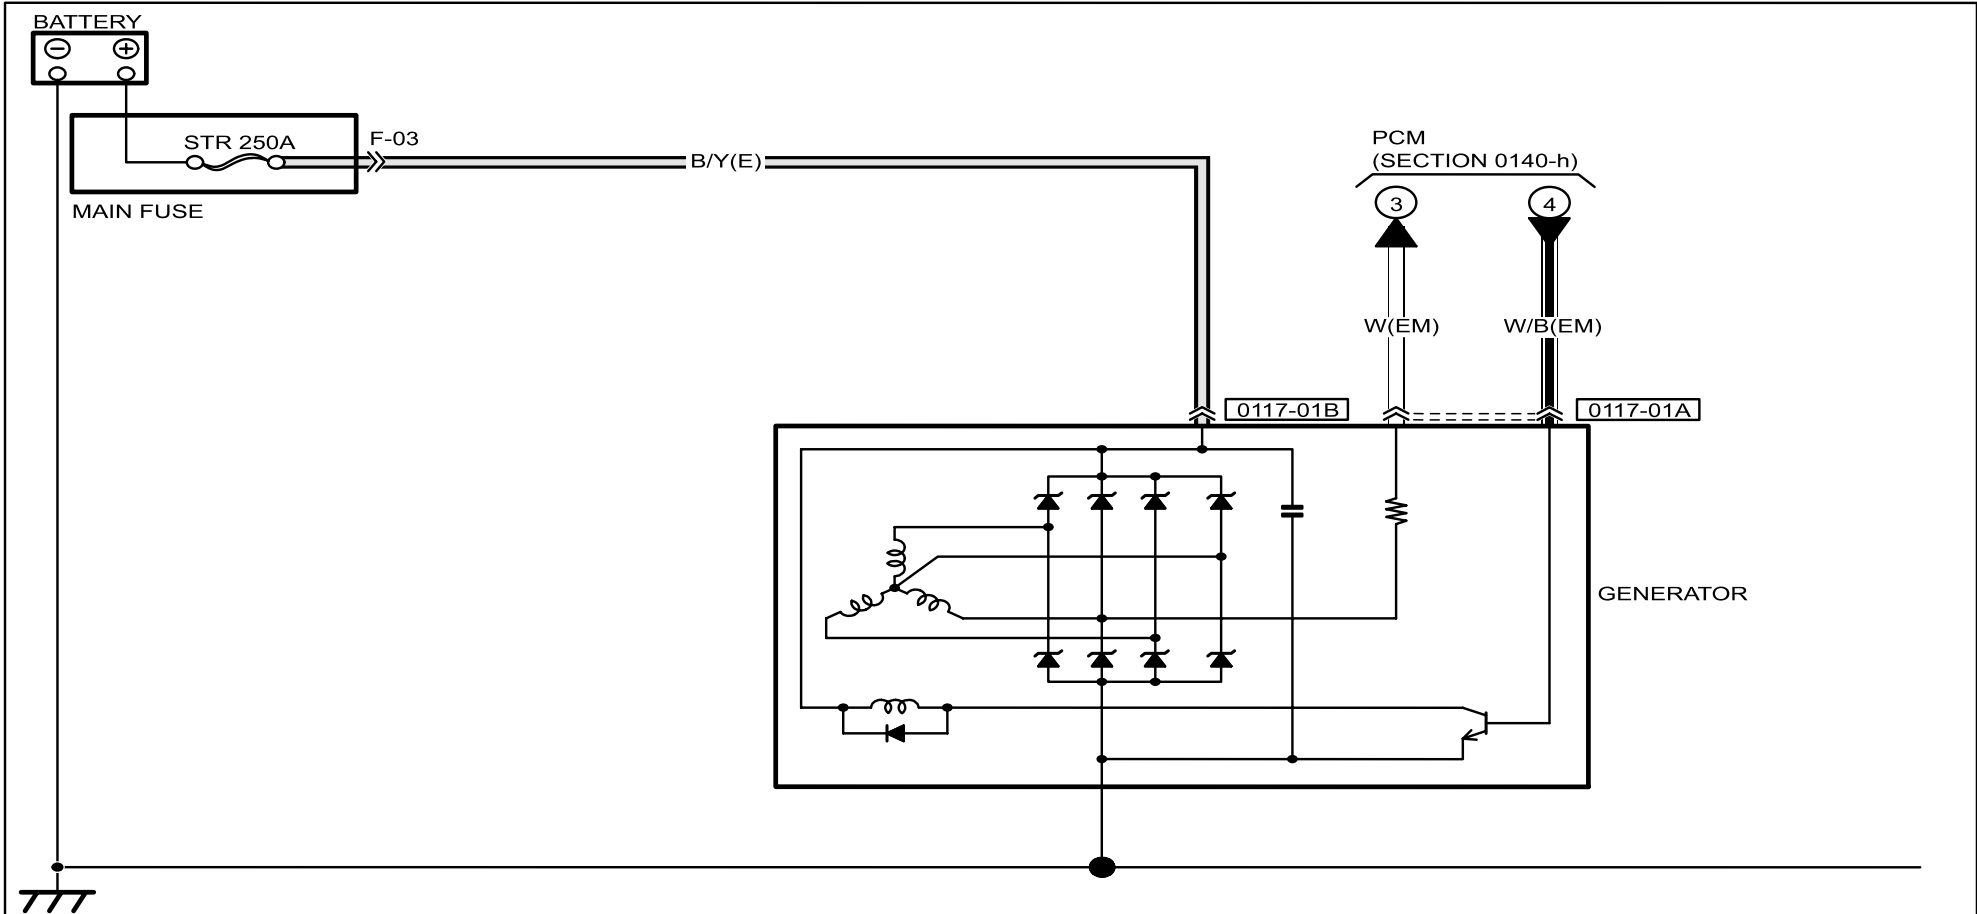 BATTERY
STR 250A
F-03
B/Y(E)
MAIN FUSE
PCM
(SECTION 0140-h)
3
4
W(EM)
W/B(EM)
0117-01B
0117-01A
GENERATOR